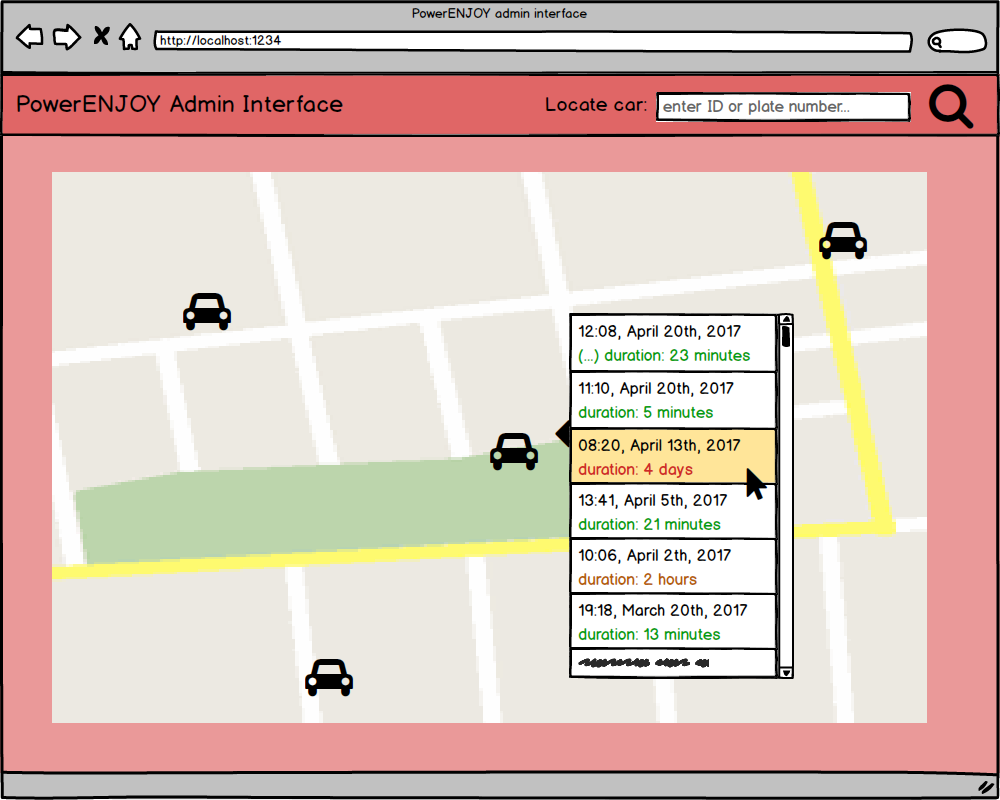 PowerENJOY admin interface
http://localhost:1234
PowerENJOY Admin Interface
Locate car:
enter ID or plate number...
12:08, April 20th, 2017
(...) duration: 23 minutes
11:10, April 20th, 2017
duration: 5 minutes
08:20, April 13th, 2017
duration: 4 days
13:41, April 5th, 2017
duration: 21 minutes
10:06, April 2th, 2017
duration: 2 hours
19:18, March 20th, 2017
duration: 13 minutes